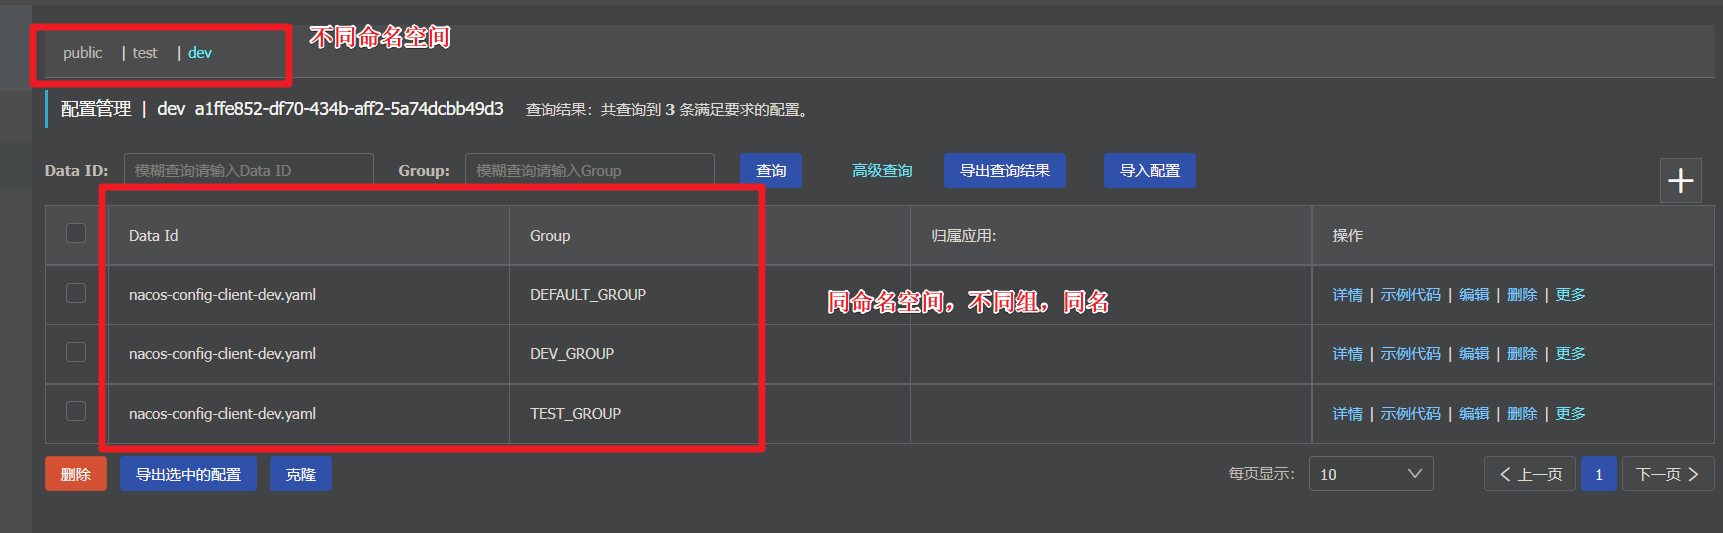 不同命名空间
public | test | dev
配置管理 | dev a1ffe852-df70-434b-aff2-5a74dcbb49d3 查询结果：共查询到 3 条满足要求的配置。
Data ID: 模糊查询请输入Data ID Group: 模糊查询请输入Group 查询 高级查询 导出查询结果 导入配置
Data Id Group 归属应用: 操作
nacos-config-client-dev.yaml DEFAULT_GROUP 详情 | 示例代码 | 编辑 | 删除 | 更多
同命名空间，不同组，同名
nacos-config-client-dev.yaml DEV_GROUP 详情 | 示例代码 | 编辑 | 删除 | 更多
nacos-config-client-dev.yaml TEST_GROUP 详情 | 示例代码 | 编辑 | 删除 | 更多
删除 导出选中的配置 克隆 每页显示: 10 上一页 1 下一页